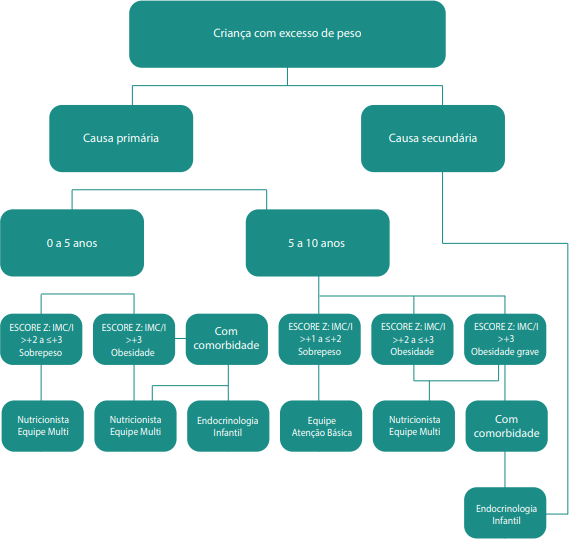 Criança com excesso de peso
Causa primária
Causa secundária
0 a 5 anos
5 a 10 anos
ESCORE Z: IMC/I
>+2 a ≤+3
Sobrepeso
ESCORE Z: IMC/I
>+3
Obesidade
Com
comorbidade
ESCORE Z: IMC/I
>+1 a ≤+2
Sobrepeso
ESCORE Z: IMC/I
>+2 a ≤+3
Obesidade
ESCORE Z: IMC/I
>+3
Obesidade grave
Nutricionista
Equipe Multi
Nutricionista
Equipe Multi
Endocrinologia
Infantil
Equipe
Atenção Básica
Nutricionista
Equipe Multi
Com
comorbidade
Endocrinologia
Infantil